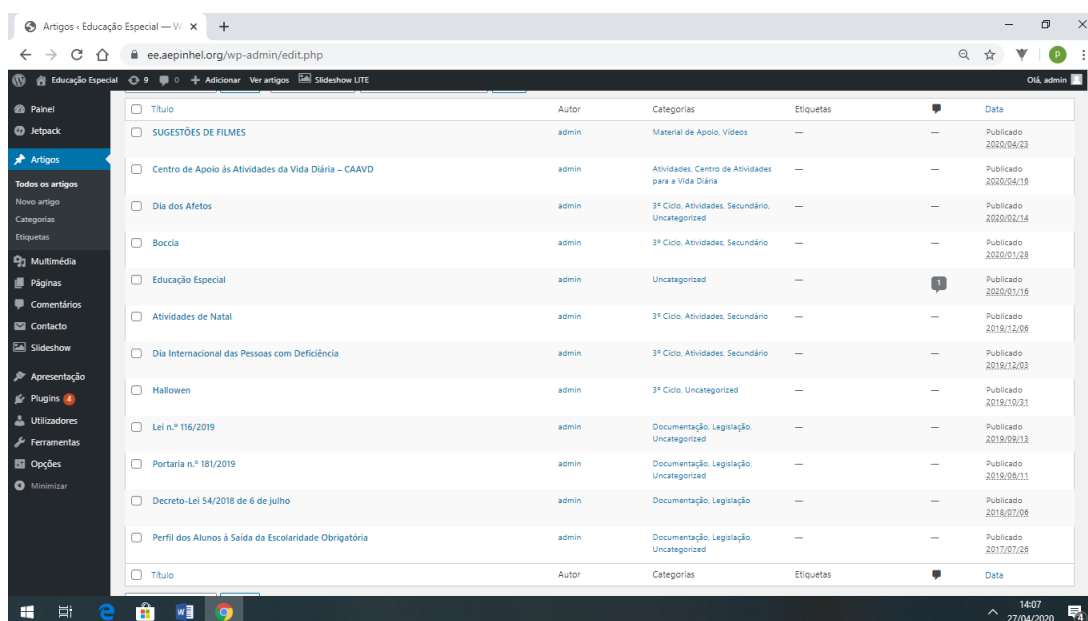 Artigos ‹ Educação Especial — W
ee.aepinhel.org/wp-admin/edit.php
P
Educação Especial 9 0 Adicionar Ver artigos Slideshow LITE Olá, admin
Painel
Jetpack
Artigos
Todos os artigos
Novo artigo
Categorias
Etiquetas
Multimédia
Páginas
Comentários
Contacto
Slideshow
Apresentação
Plugins 4
Utilizadores
Ferramentas
Opções
Minimizar
Título Autor Categorias Etiquetas Data
SUGESTÕES DE FILMES admin Material de Apoio, Vídeos — — Publicado
2020/04/23
Centro de Apoio às Atividades da Vida Diária – CAAVD admin Atividades, Centro de Atividades — — Publicado
para a Vida Diária 2020/04/16
Dia dos Afetos admin 3º Ciclo, Atividades, Secundário, — — Publicado
Uncategorized 2020/02/14
Boccia admin 3º Ciclo, Atividades, Secundário — — Publicado
2020/01/28
Educação Especial admin Uncategorized — 1 Publicado
2020/01/16
Atividades de Natal admin 3º Ciclo, Atividades, Secundário — — Publicado
2019/12/06
Dia Internacional das Pessoas com Deficiência admin 3º Ciclo, Atividades, Secundário — — Publicado
2019/12/03
Hallowen admin 3º Ciclo, Uncategorized — — Publicado
2019/10/31
Lei n.º 116/2019 admin Documentação, Legislação, — — Publicado
Uncategorized 2019/09/13
Portaria n.º 181/2019 admin Documentação, Legislação, — — Publicado
Uncategorized 2019/06/11
Decreto-Lei 54/2018 de 6 de julho admin Documentação, Legislação — — Publicado
2018/07/06
Perfil dos Alunos à Saída da Escolaridade Obrigatória admin Documentação, Legislação, — — Publicado
Uncategorized 2017/07/26
Título Autor Categorias Etiquetas Data
14:07
27/04/2020
4